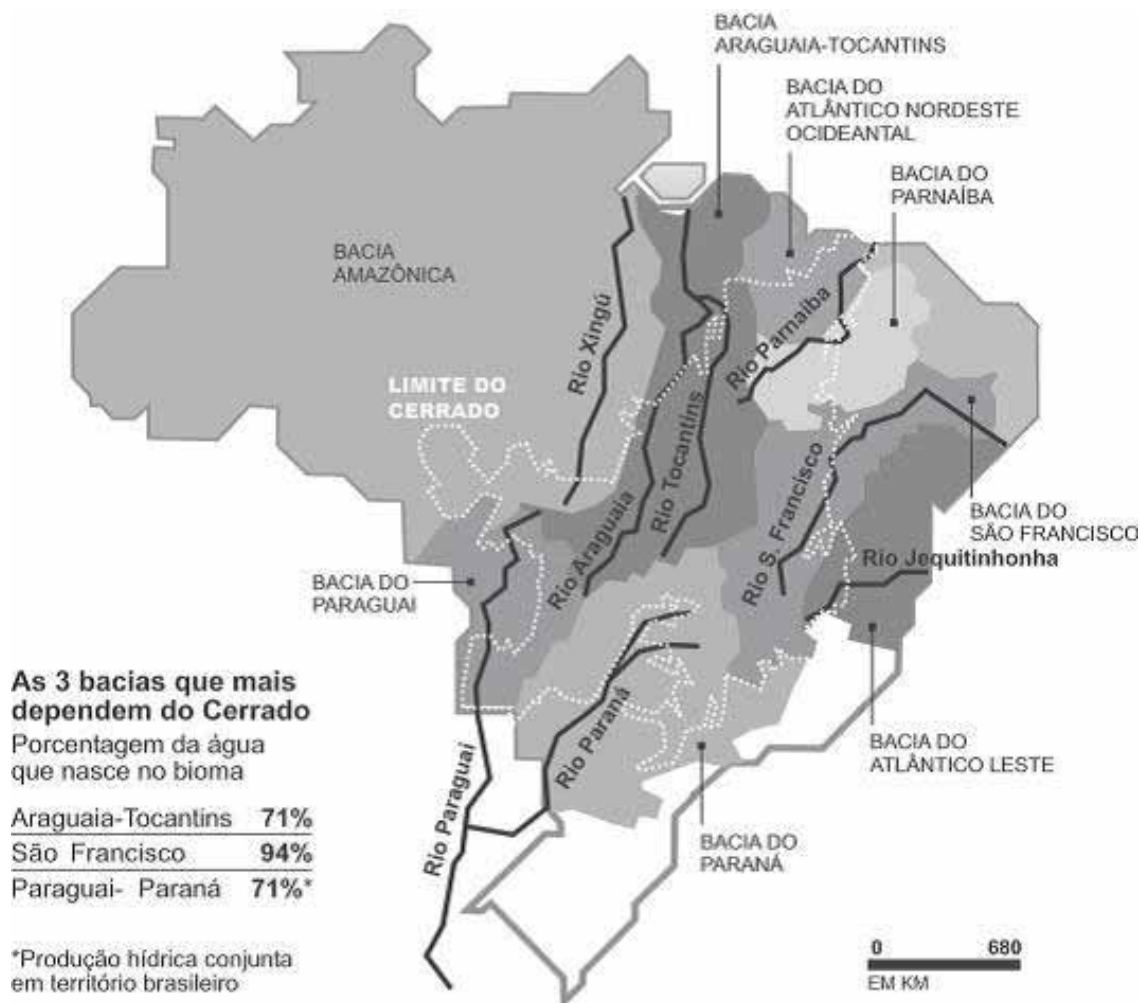 BACIA
ARAGUAIA-TOCANTINS
BACIA DO
ATLÂNTICO NORDESTE
OCIDEANTAL
BACIA DO
PARNAÍBA
BACIA
AMAZÔNICA
Rio Xingú
Rio Parnaíba
LIMITE DO
CERRADO
Rio Tocantins
Rio S. Francisco
Rio Araguaia
BACIA DO
SÃO FRANCISCO
Rio Jequitinhonha
BACIA DO
PARAGUAI
As 3 bacias que mais
dependem do Cerrado
Porcentagem da água
que nasce no bioma
Araguaia-Tocantins 71%
São Francisco 94%
Paraguai- Paraná 71%*
*Produção hídrica conjunta
em território brasileiro
Rio Paraguai
Rio Paraná
BACIA DO
ATLÂNTICO LESTE
BACIA DO
PARANÁ
0 680
EM KM